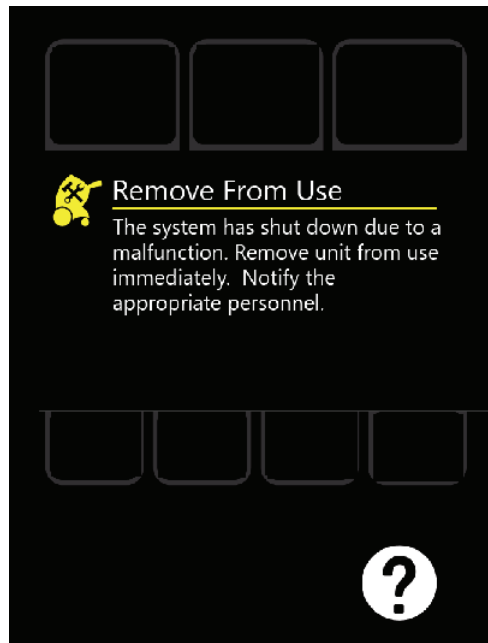 Remove From Use
The system has shut down due to a
malfunction. Remove unit from use
immediately.  Notify the
appropriate personnel.
?